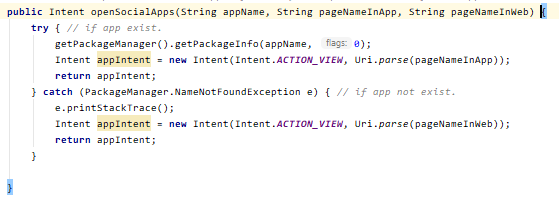 public Intent openSocialApps(String appName, String pageNameInApp, String pageNameInWeb) {
try { // if app exist.
getPackageManager().getPackageInfo(appName, flags: 0);
Intent appIntent = new Intent(Intent.ACTION_VIEW, Uri.parse(pageNameInApp));
return appIntent;
} catch (PackageManager.NameNotFoundException e) { // if app not exist.
e.printStackTrace();
Intent appIntent = new Intent(Intent.ACTION_VIEW, Uri.parse(pageNameInWeb));
return appIntent;
}
}